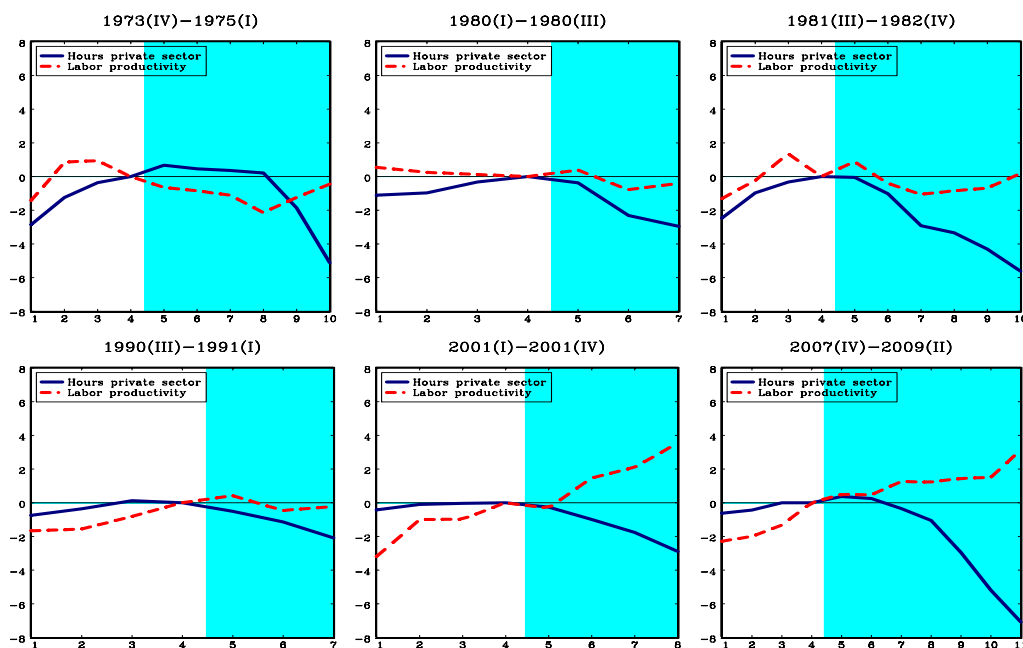 1973(IV)−1975(I)
Hours private sector
Labor productivity
8
6
4
2
0
−2
−4
−6
−8
1 2 3 4 5 6 7 8 9 10
1980(I)−1980(III)
Hours private sector
Labor productivity
8
6
4
2
0
−2
−4
−6
−8
1 2 3 4 5 6 7
1981(III)−1982(IV)
Hours private sector
Labor productivity
8
6
4
2
0
−2
−4
−6
−8
1 2 3 4 5 6 7 8 9
1990(III)−1991(I)
Hours private sector
Labor productivity
8
6
4
2
0
−2
−4
−6
−8
1 2 3 4 5 6 7
2001(I)−2001(IV)
Hours private sector
Labor productivity
8
6
4
2
0
−2
−4
−6
−8
1 2 3 4 5 6 7 8
2007(IV)−2009(II)
Hours private sector
Labor productivity
8
6
4
2
0
−2
−4
−6
−8
1 2 3 4 5 6 7 8 9 10